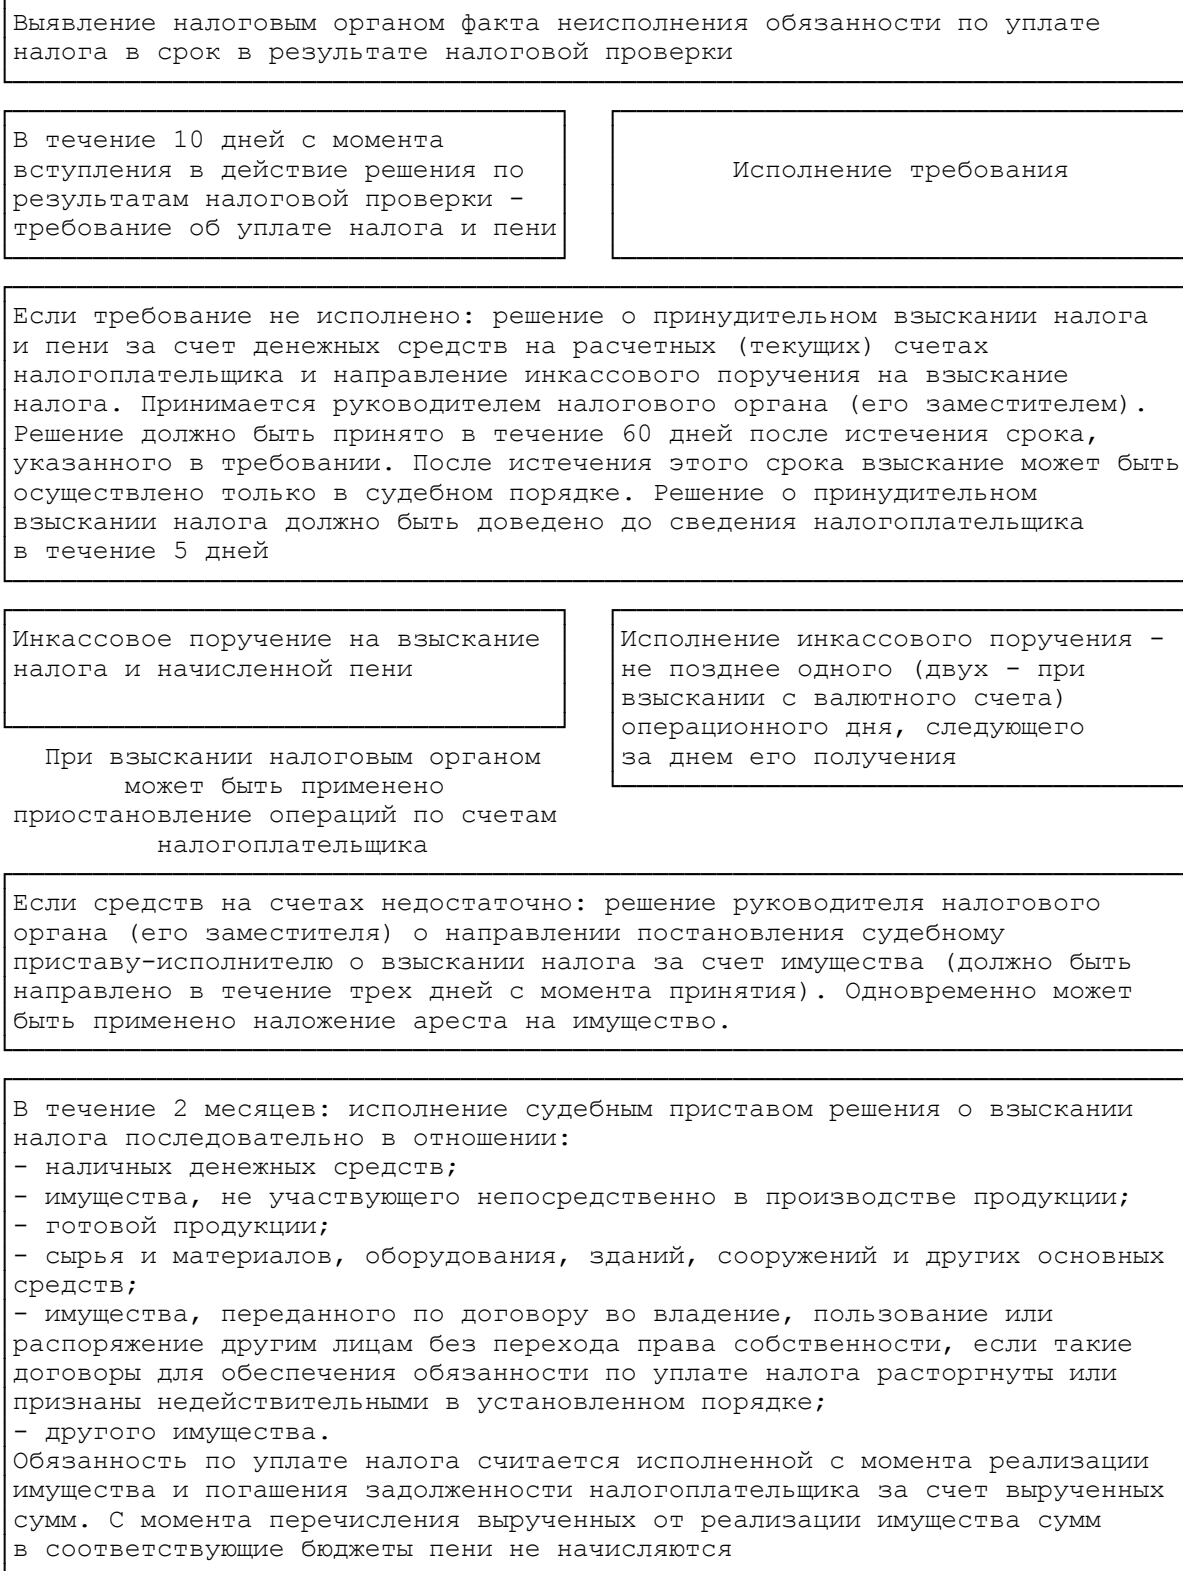 Выявление налоговым органом факта неисполнения обязанности по уплате
налога в срок в результате налоговой проверки
В течение 10 дней с момента
вступления в действие решения по
результатам налоговой проверки -
требование об уплате налога и пени
Исполнение требования
Если требование не исполнено: решение о принудительном взыскании налога
и пени за счет денежных средств на расчетных (текущих) счетах
налогоплательщика и направление инкассового поручения на взыскание
налога. Принимается руководителем налогового органа (его заместителем).
Решение должно быть принято в течение 60 дней после истечения срока,
указанного в требовании. После истечения этого срока взыскание может быть
осуществлено только в судебном порядке. Решение о принудительном
взыскании налога должно быть доведено до сведения налогоплательщика
в течение 5 дней
Инкассовое поручение на взыскание
налога и начисленной пени
Исполнение инкассового поручения -
не позднее одного (двух - при
взыскании с валютного счета)
операционного дня, следующего
за днем его получения
При взыскании налоговым органом
может быть применено
приостановление операций по счетам
налогоплательщика
Если средств на счетах недостаточно: решение руководителя налогового
органа (его заместителя) о направлении постановления судебному
приставу-исполнителю о взыскании налога за счет имущества (должно быть
направлено в течение трех дней с момента принятия). Одновременно может
быть применено наложение ареста на имущество.
В течение 2 месяцев: исполнение судебным приставом решения о взыскании
налога последовательно в отношении:
- наличных денежных средств;
- имущества, не участвующего непосредственно в производстве продукции;
- готовой продукции;
- сырья и материалов, оборудования, зданий, сооружений и других основных
средств;
- имущества, переданного по договору во владение, пользование или
распоряжение другим лицам без перехода права собственности, если такие
договоры для обеспечения обязанности по уплате налога расторгнуты или
признаны недействительными в установленном порядке;
- другого имущества.
Обязанность по уплате налога считается исполненной с момента реализации
имущества и погашения задолженности налогоплательщика за счет вырученных
сумм. С момента перечисления вырученных от реализации имущества сумм
в соответствующие бюджеты пени не начисляются